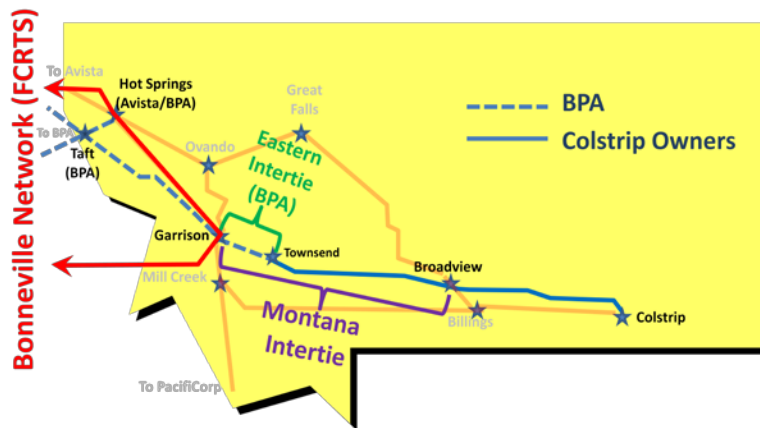 Bonneville Network (FCRTS)
To Avista
Hot Springs
(Avista/BPA)
Great
Falls
BPA
To BPA
Taft
(BPA)
Ovando
Eastern
Intertie
(BPA)
Colstrip Owners
Garrison
Townsend
Broadview
Mill Creek
Montana
Intertie
Billings
Colstrip
To PacifiCorp